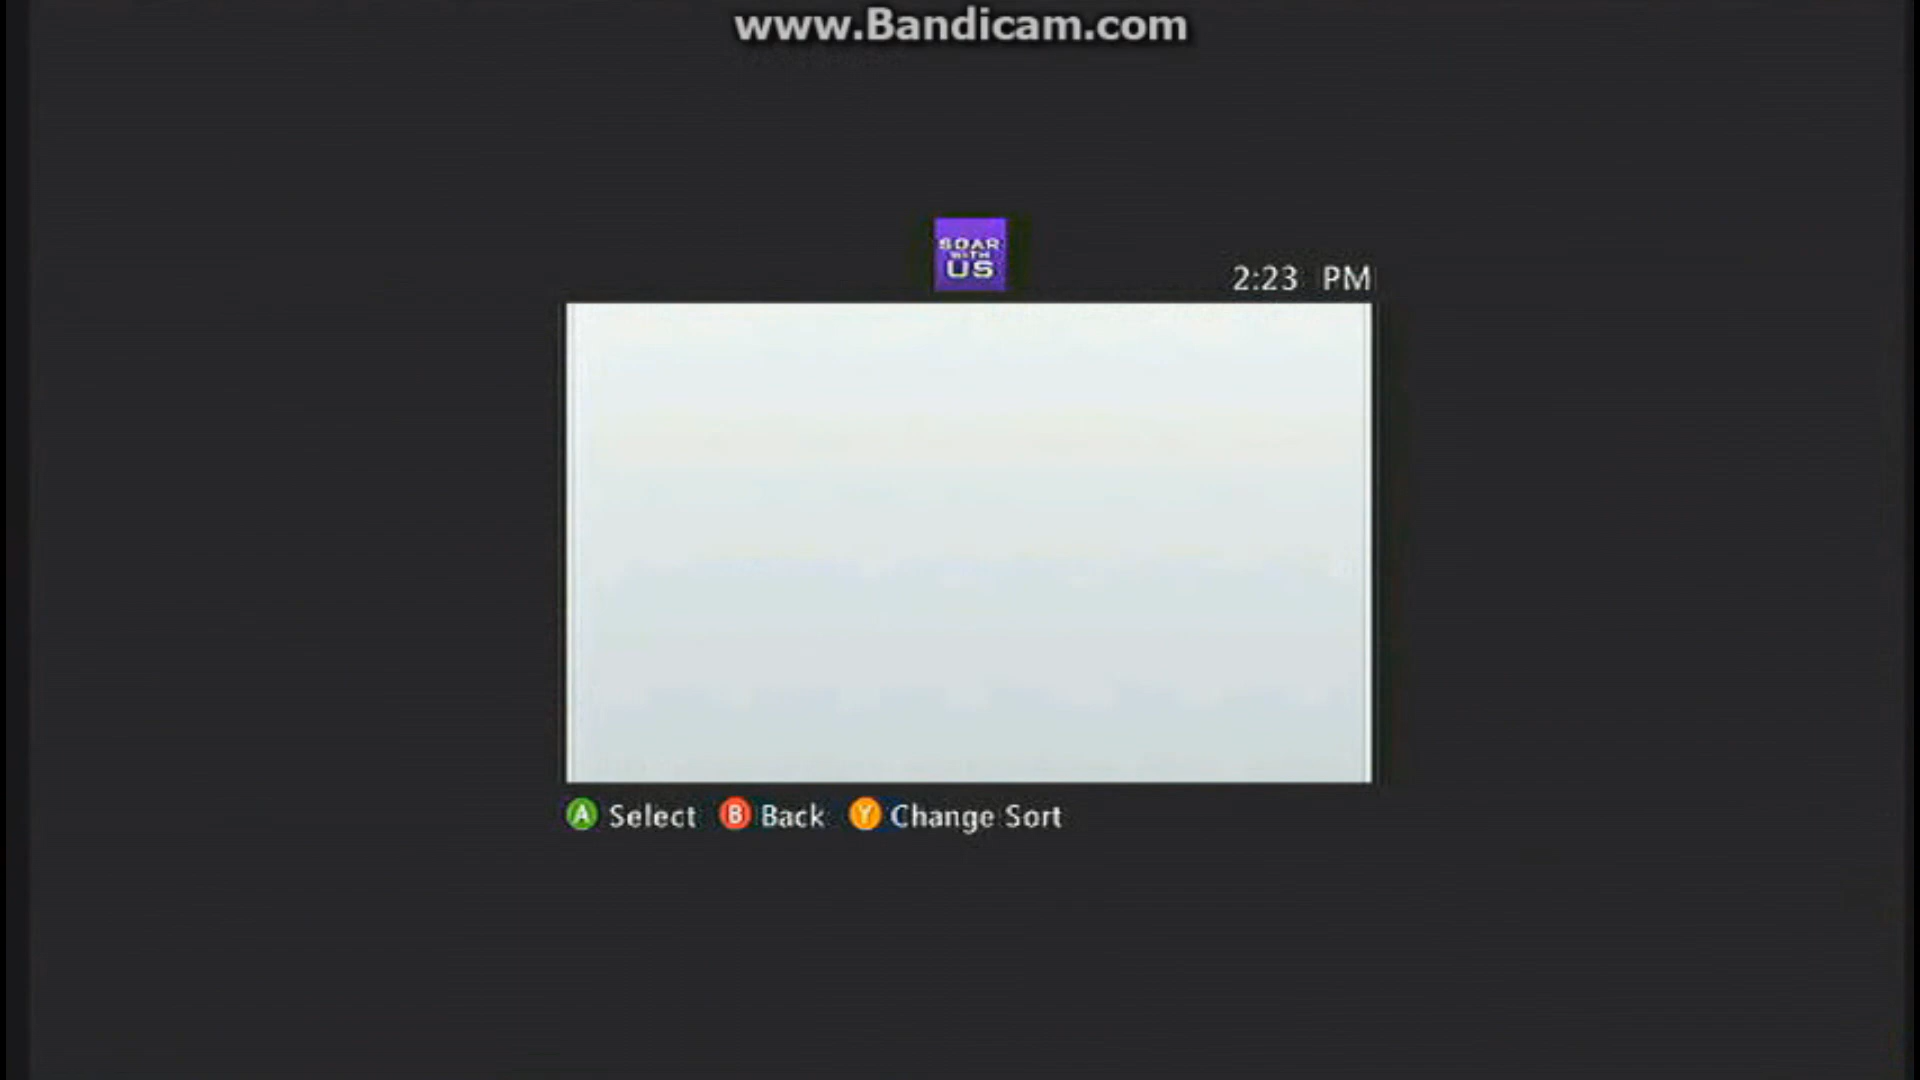 www.Bandicam.com
SOAR
WITH
US
2:23 PM
A Select B Back Y Change Sort